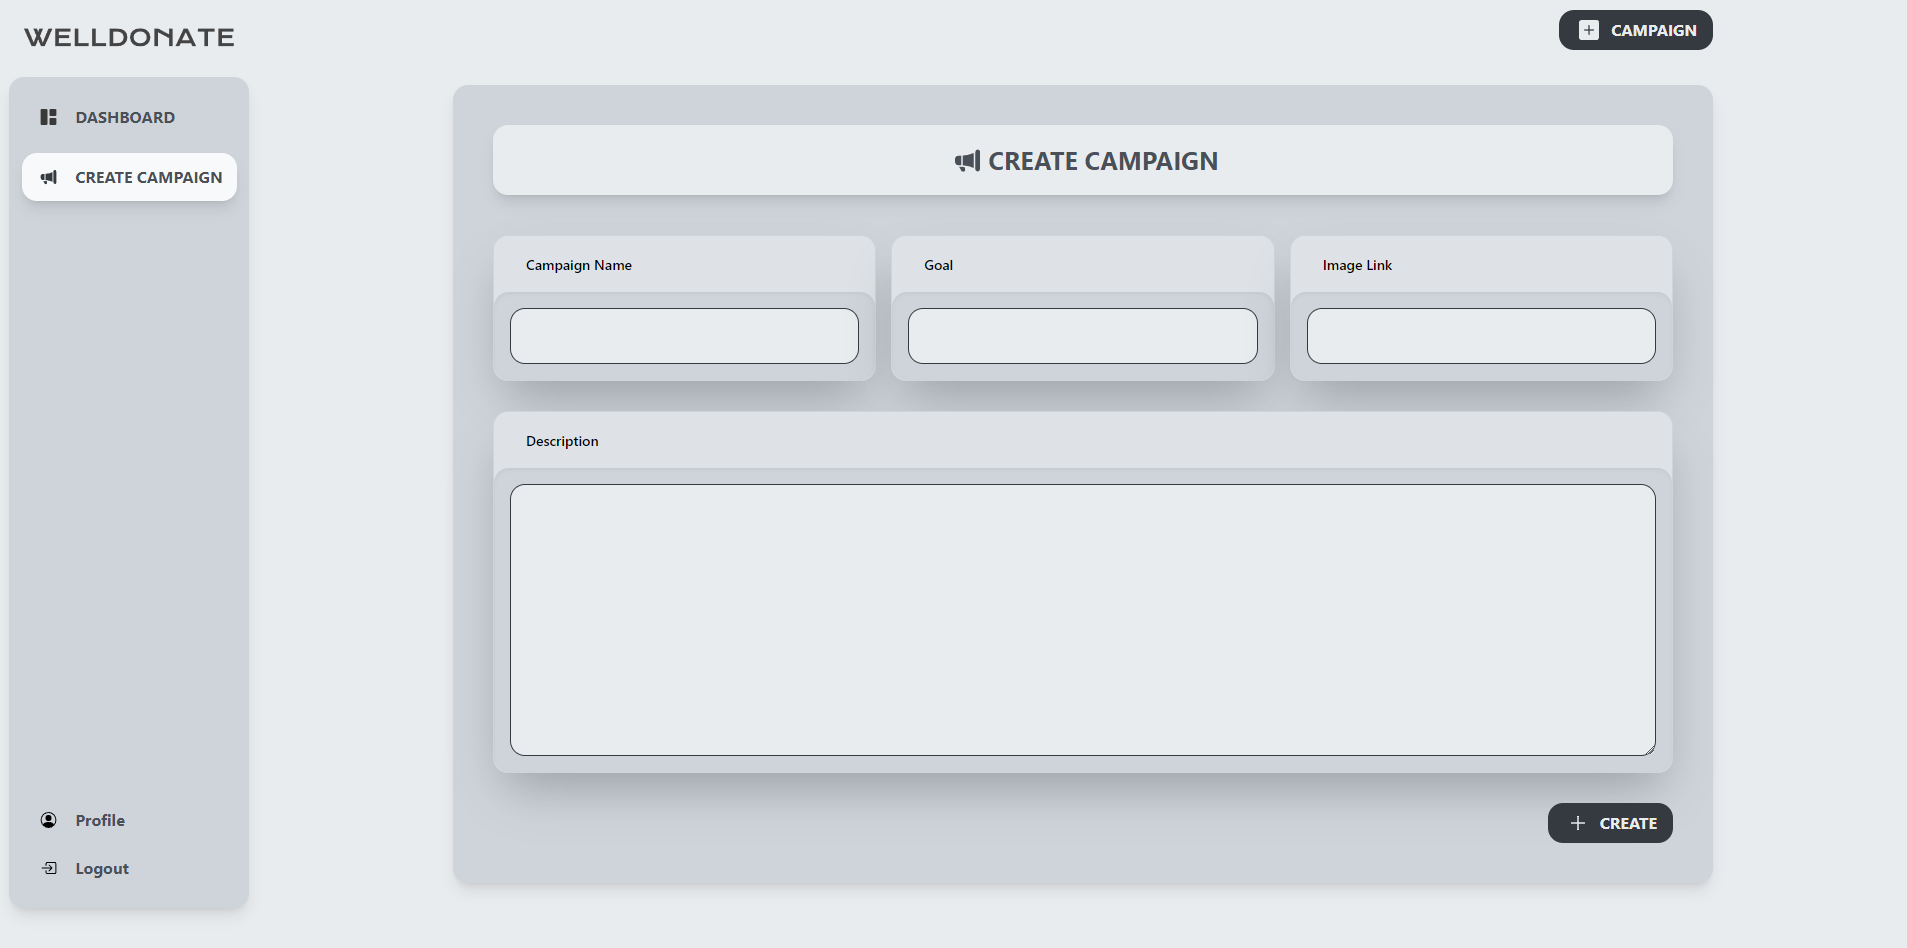 WELLDONATE
CAMPAIGN
DASHBOARD
CREATE CAMPAIGN
CREATE CAMPAIGN
Campaign Name
Goal
Image Link
Description
CREATE
Profile
Logout